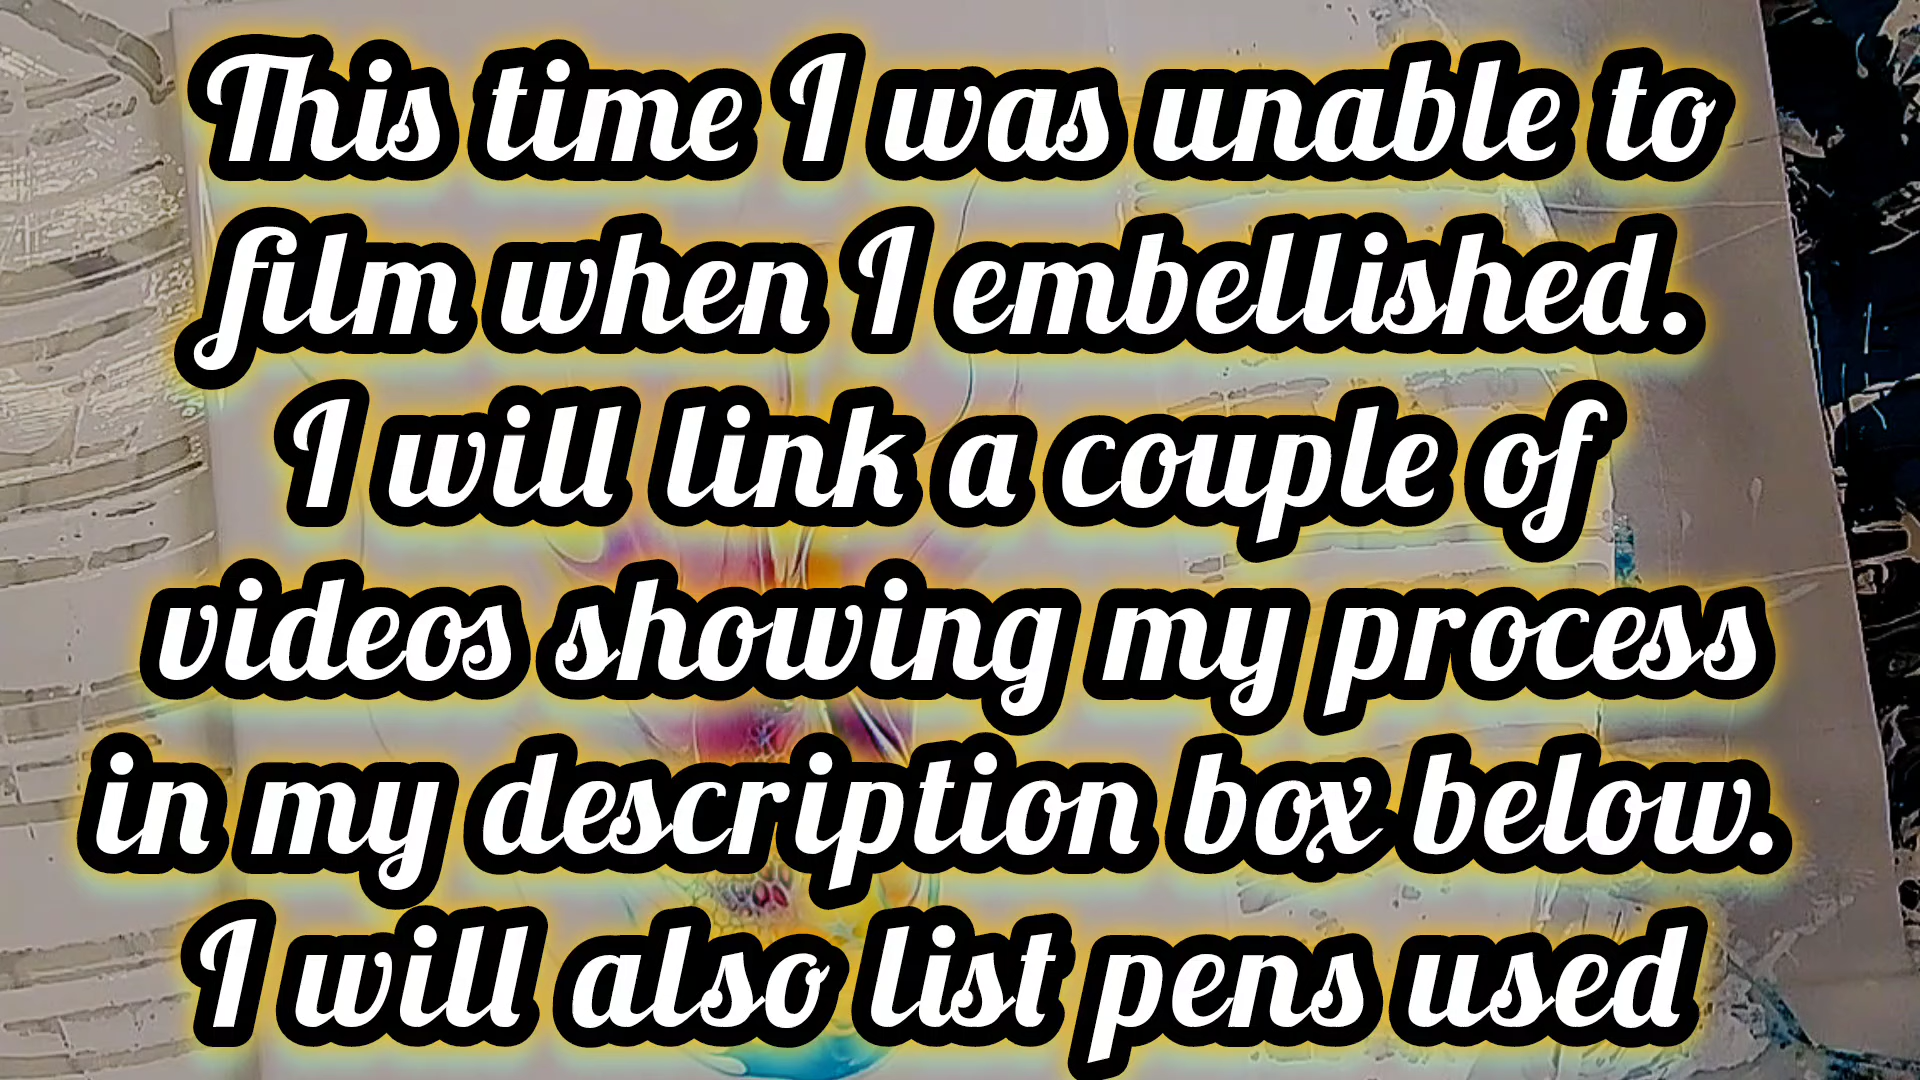 This time I was unable to
film when I embellished.
I will link a couple of
videos showing my process
in my description box below.
I will also list pens used